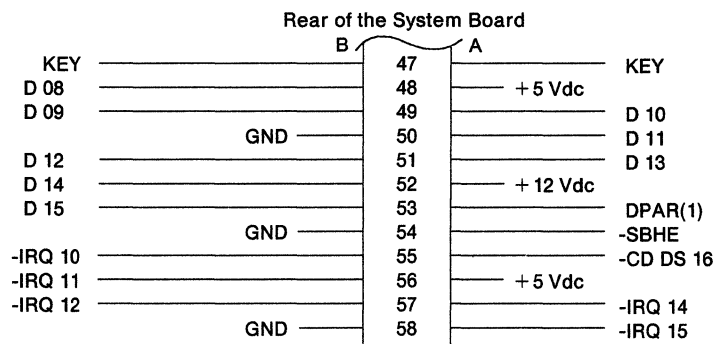 Rear of the System Board
B A
KEY 47 KEY
D 08 48 +5 Vdc
D 09 49 D 10
GND 50 D 11
D 12 51 D 13
D 14 52 +12 Vdc
D 15 53 DPAR(1)
GND 54 -SBHE
-IRQ 10 55 -CD DS 16
-IRQ 11 56 +5 Vdc
-IRQ 12 57 -IRQ 14
GND 58 -IRQ 15